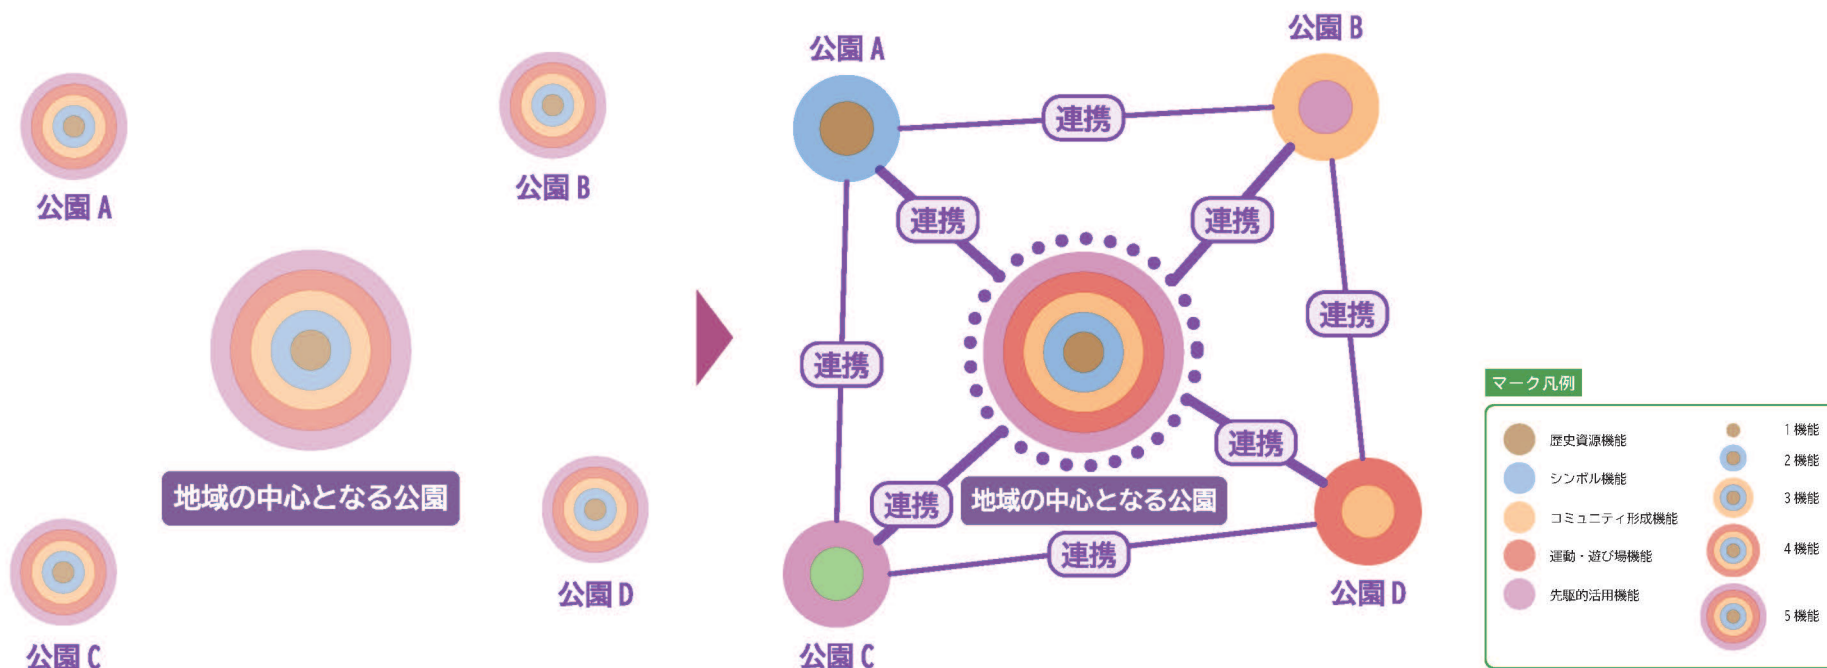 公園 A
公園 B
地域の中心となる公園
公園 C
公園 D
公園 A
公園 B
連携
連携
連携
連携
連携
連携
連携
連携
地域の中心となる公園
公園 C
公園 D
マーク凡例
歴史資源機能
シンボル機能
コミュニティ形成機能
運動・遊び場機能
先駆的活用機能
1 機能
2 機能
3 機能
4 機能
5 機能